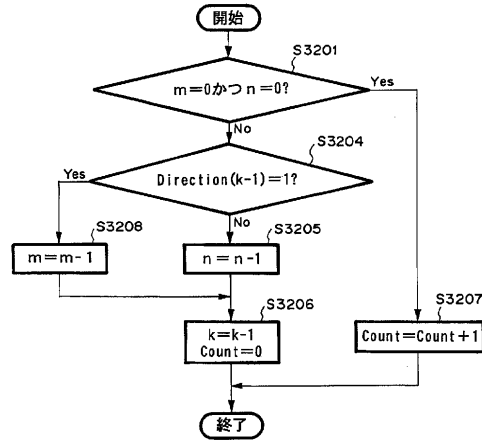 開始
S3201
m=0かつn=0?
Yes
No
S3204
Yes
Direction(k-1)=1?
No
S3208
S3205
m=m-1
n=n-1
S3206
S3207
k=k-1
Count=0
Count=Count+1
終了